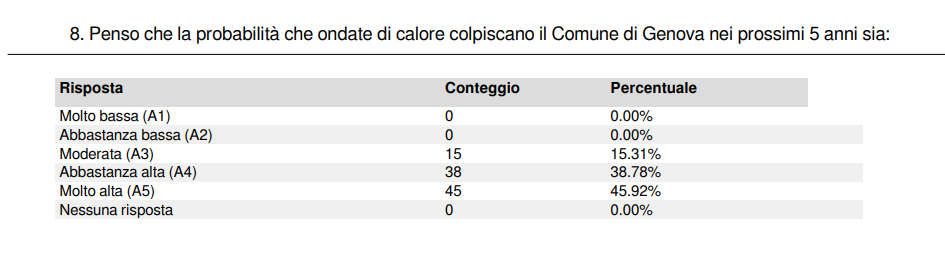 8. Penso che la probabilità che ondate di calore colpiscano il Comune di Genova nei prossimi 5 anni sia:
Risposta Conteggio Percentuale
Molto bassa (A1) 0 0.00%
Abbastanza bassa (A2) 0 0.00%
Moderata (A3) 15 15.31%
Abbastanza alta (A4) 38 38.78%
Molto alta (A5) 45 45.92%
Nessuna risposta 0 0.00%